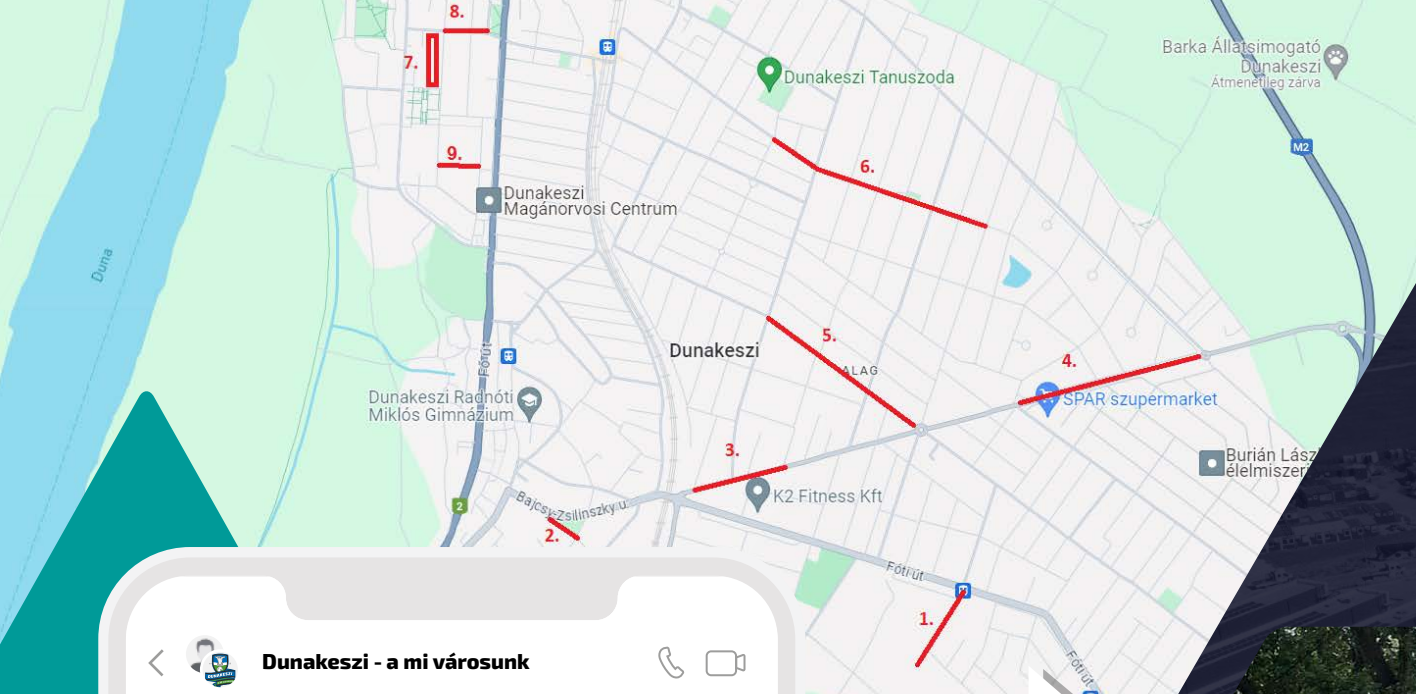 8.
7.
9.
Dunakeszi Tanuszoda
Barka Állatsimogató
Dunakeszi
Átmenetileg zárva
M2
6.
Dunakeszi
Magánorvosi Centrum
Duna
5.
Dunakeszi
ALAG
4.
SPAR szupermarket
Fő út
Dunakeszi Radnóti
Miklós Gimnázium
3.
K2 Fitness Kft
Burián Lász
élelmiszer
2
Bajcsy-Zsilinszky u.
2.
Fóti út
1.
Fóti út
Dunakeszi - a mi városunk